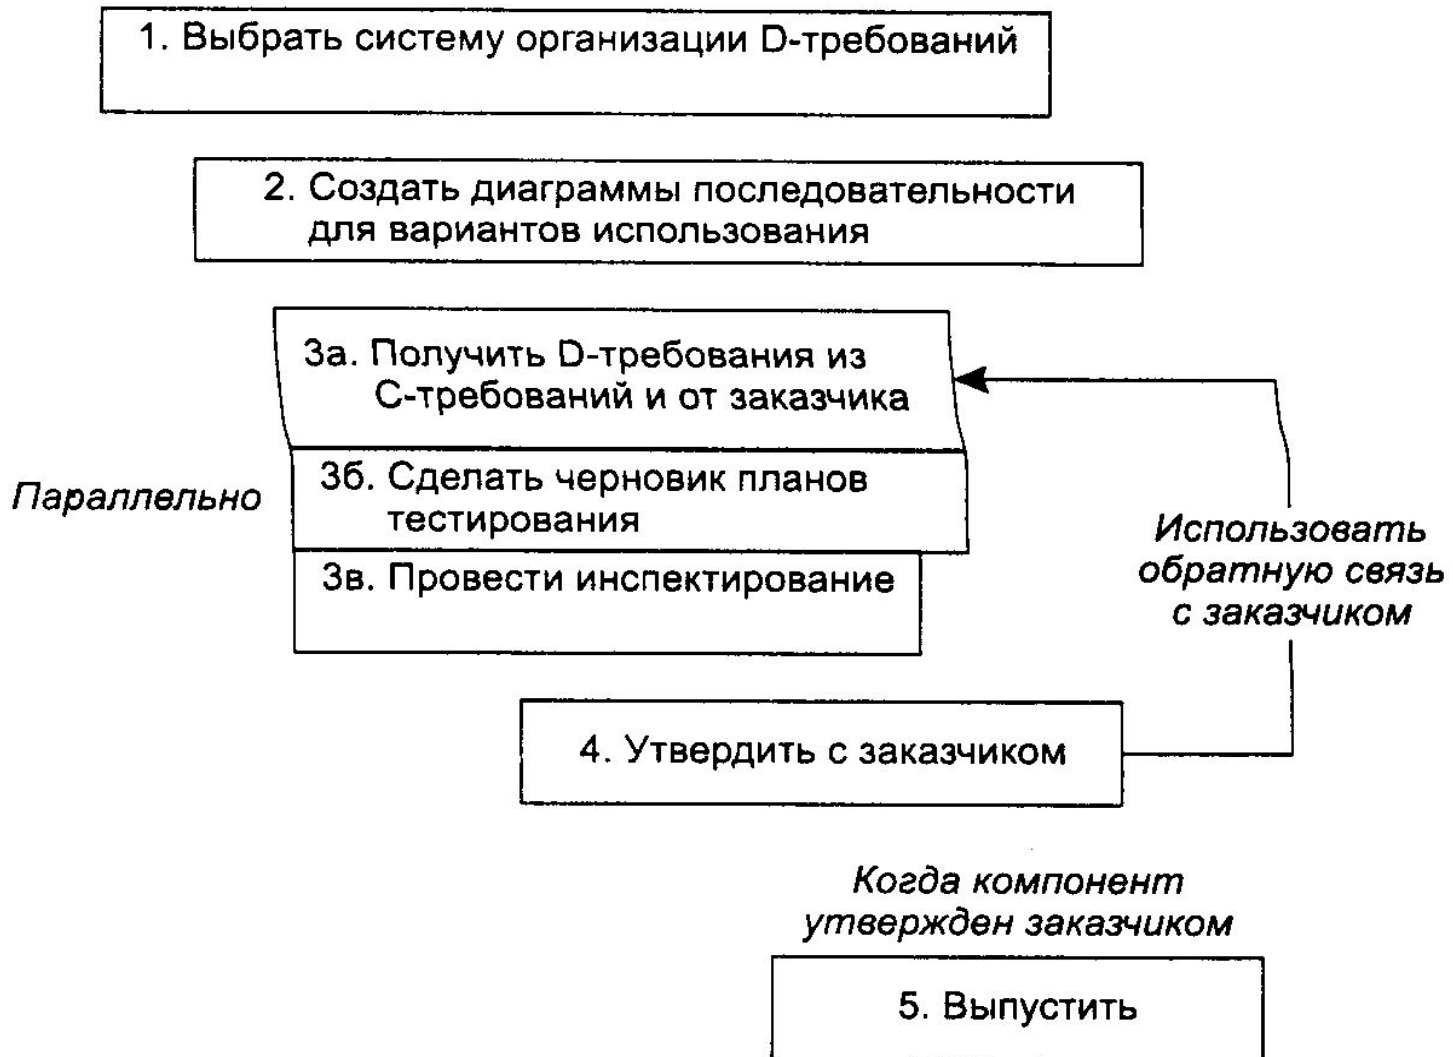 1. Выбрать систему организации D-требований
2. Создать диаграммы последовательности
для вариантов использования
3а. Получить D-требования из
С-требований и от заказчика
Параллельно
3б. Сделать черновик планов
тестирования
3в. Провести инспектирование
Использовать
обратную связь
с заказчиком
4. Утвердить с заказчиком
Когда компонент
утвержден заказчиком
5. Выпустить